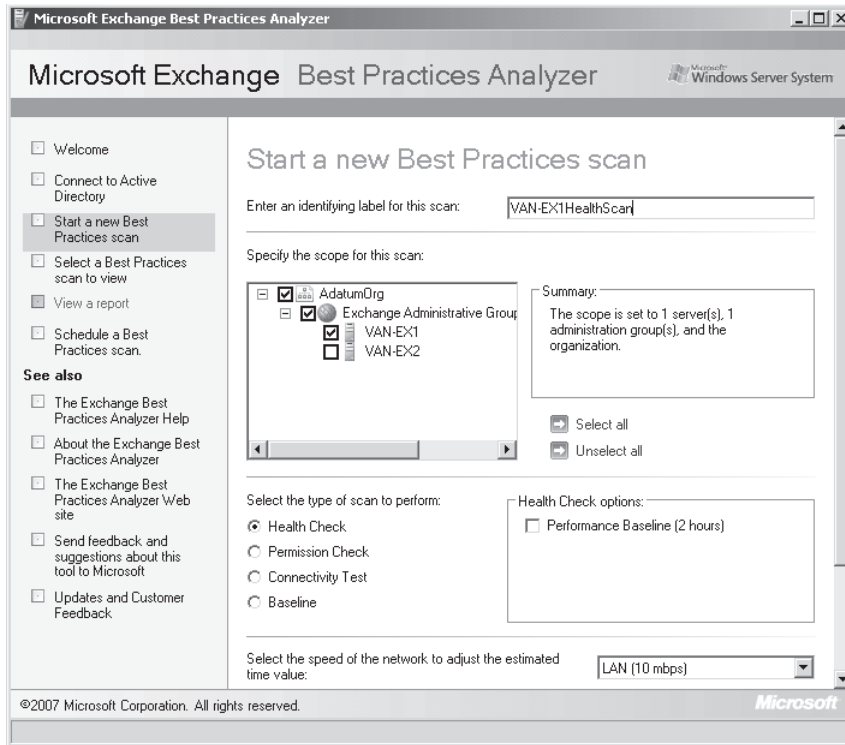 Microsoft Exchange Best Practices Analyzer
Microsoft Exchange Best Practices Analyzer
Microsoft
Windows Server System
Welcome
Connect to Active
Directory
Start a new Best
Practices scan
Select a Best Practices
scan to view
View a report
Schedule a Best
Practices scan.
See also
The Exchange Best
Practices Analyzer Help
About the Exchange Best
Practices Analyzer
The Exchange Best
Practices Analyzer Web
site
Send feedback and
suggestions about this
tool to Microsoft
Updates and Customer
Feedback
Start a new Best Practices scan
Enter an identifying label for this scan:
VAN-EX1HealthScan
Specify the scope for this scan:
AdatumOrg
Exchange Administrative Group
VAN-EX1
VAN-EX2
Summary:
The scope is set to 1 server(s), 1
administration group(s), and the
organization.
Select all
Unselect all
Select the type of scan to perform:
Health Check
Permission Check
Connectivity Test
Baseline
Health Check options:
Performance Baseline (2 hours)
Select the speed of the network to adjust the estimated
time value:
LAN (10 mbps)
©2007 Microsoft Corporation. All rights reserved.
Microsoft